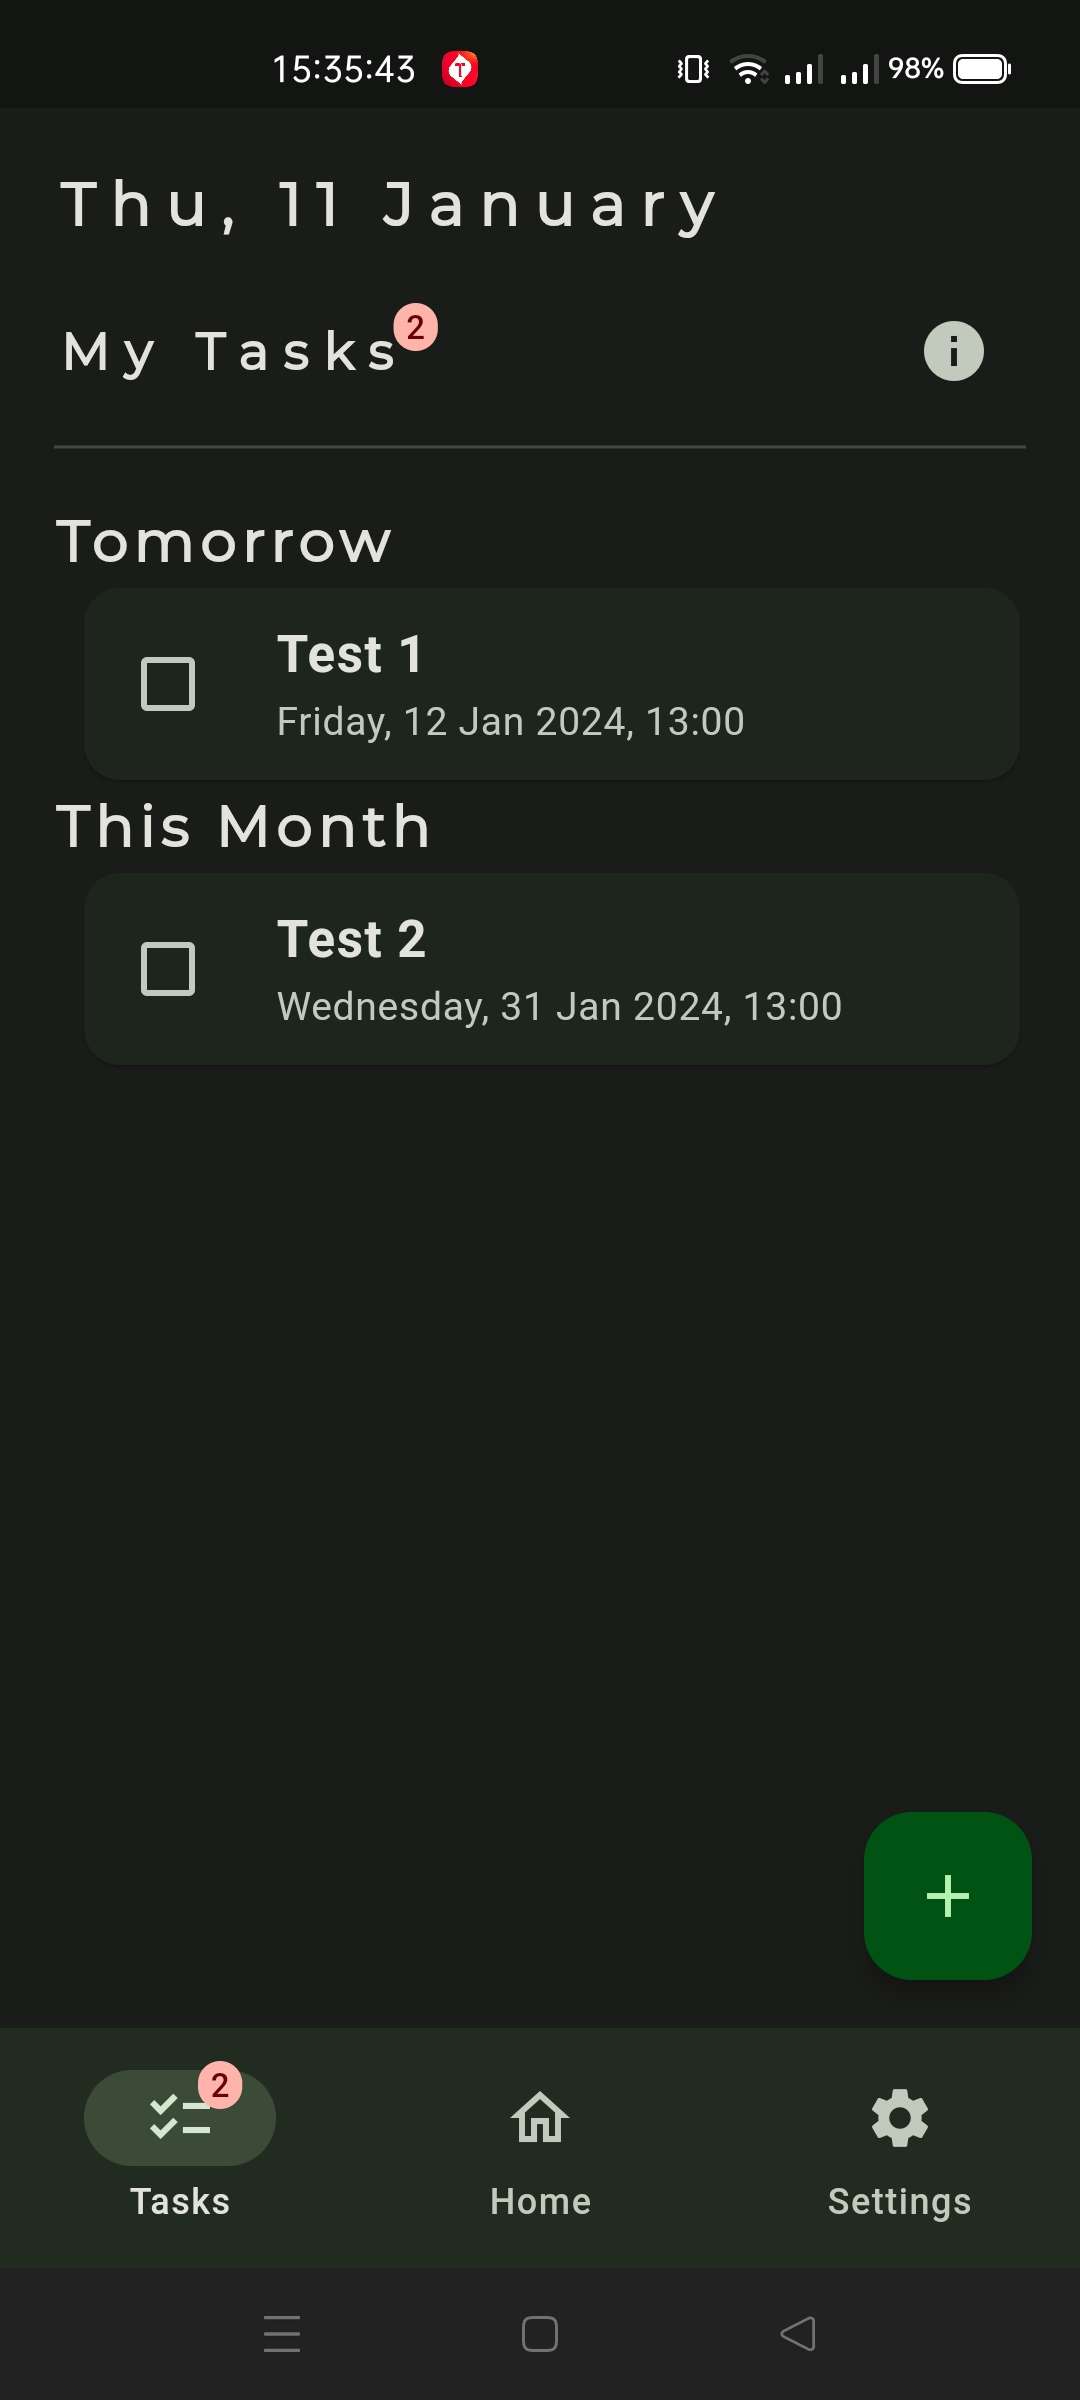 15:35:43 98%
Thu, 11 January
My Tasks 2
Tomorrow
Test 1
Friday, 12 Jan 2024, 13:00
This Month
Test 2
Wednesday, 31 Jan 2024, 13:00
2
Tasks Home Settings